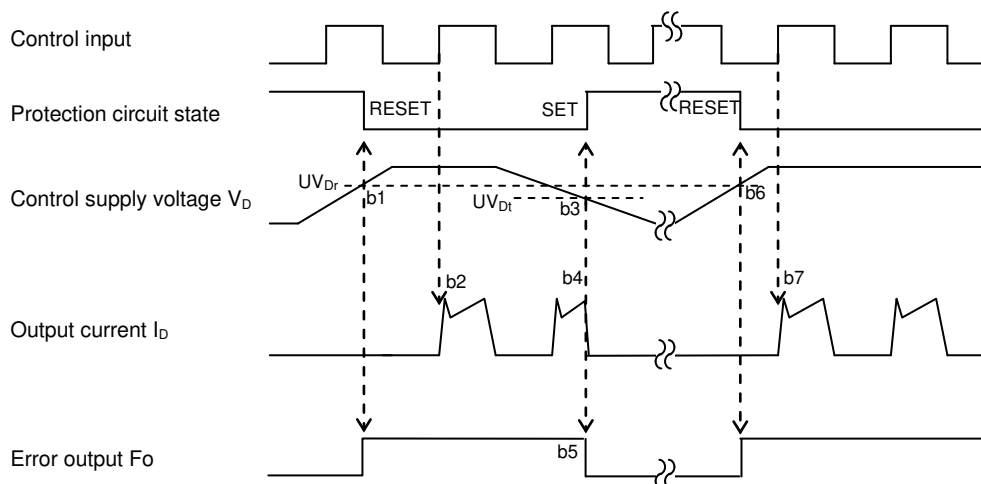 Control input
Protection circuit state
RESET
SET
RESET
Control supply voltage VD
UVDr
b1
UVDt
b3
b6
b2
b4
b7
Output current ID
Error output Fo
b5